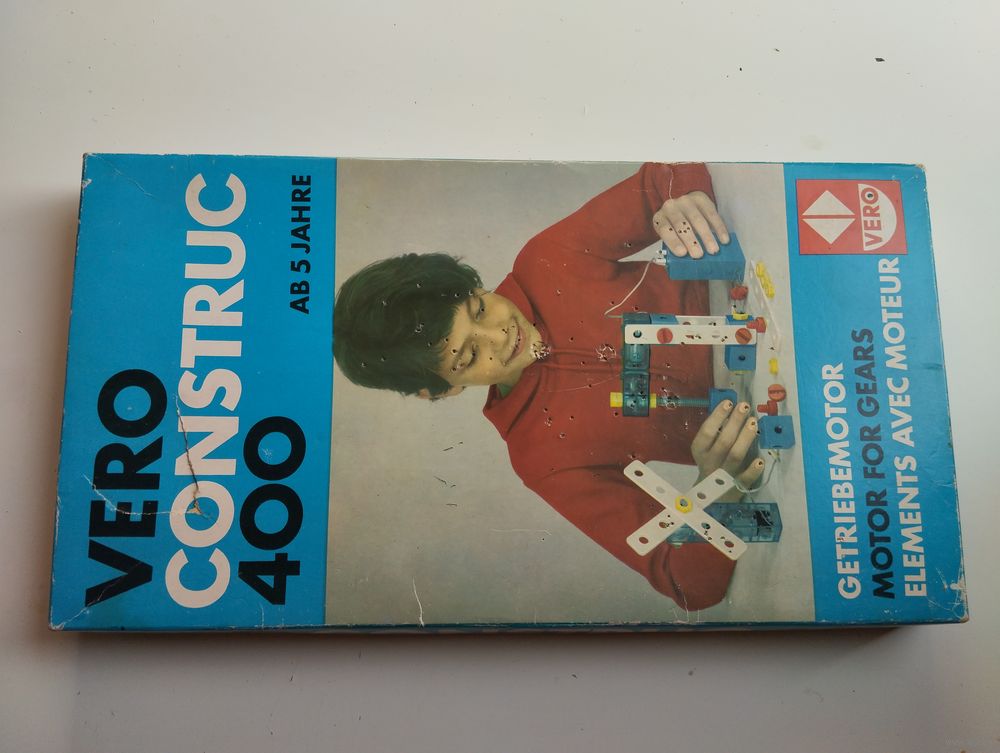 VERO
CONSTRUC
400
AB 5 JAHRE
VERO
GETRIEBEMOTOR
MOTOR FOR GEARS
ELEMENTS AVEC MOTEUR